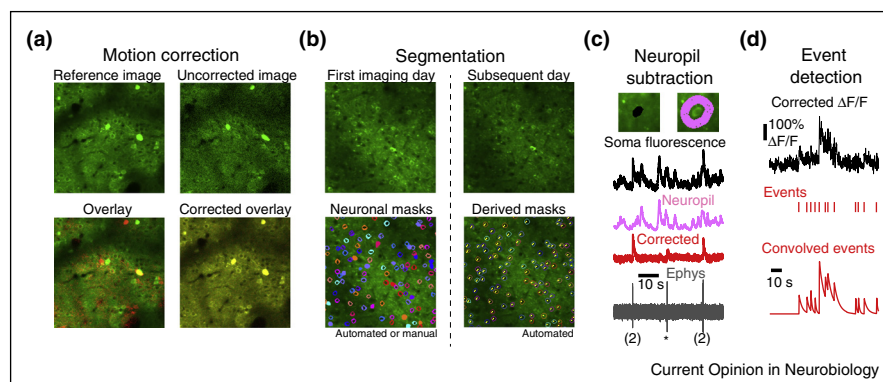 (a)
Motion correction
Reference image
Uncorrected image
Overlay
Corrected overlay
(b)
Segmentation
First imaging day
Subsequent day
Neuronal masks
Derived masks
Automated or manual
Automated
(c)
Neuropil
subtraction
Soma fluorescence
Neuropil
Corrected
10 s
Ephys
(2)
*
(2)
(d)
Event
detection
Corrected ΔF/F
100%
ΔF/F
Events
Convolved events
10 s
Current Opinion in Neurobiology